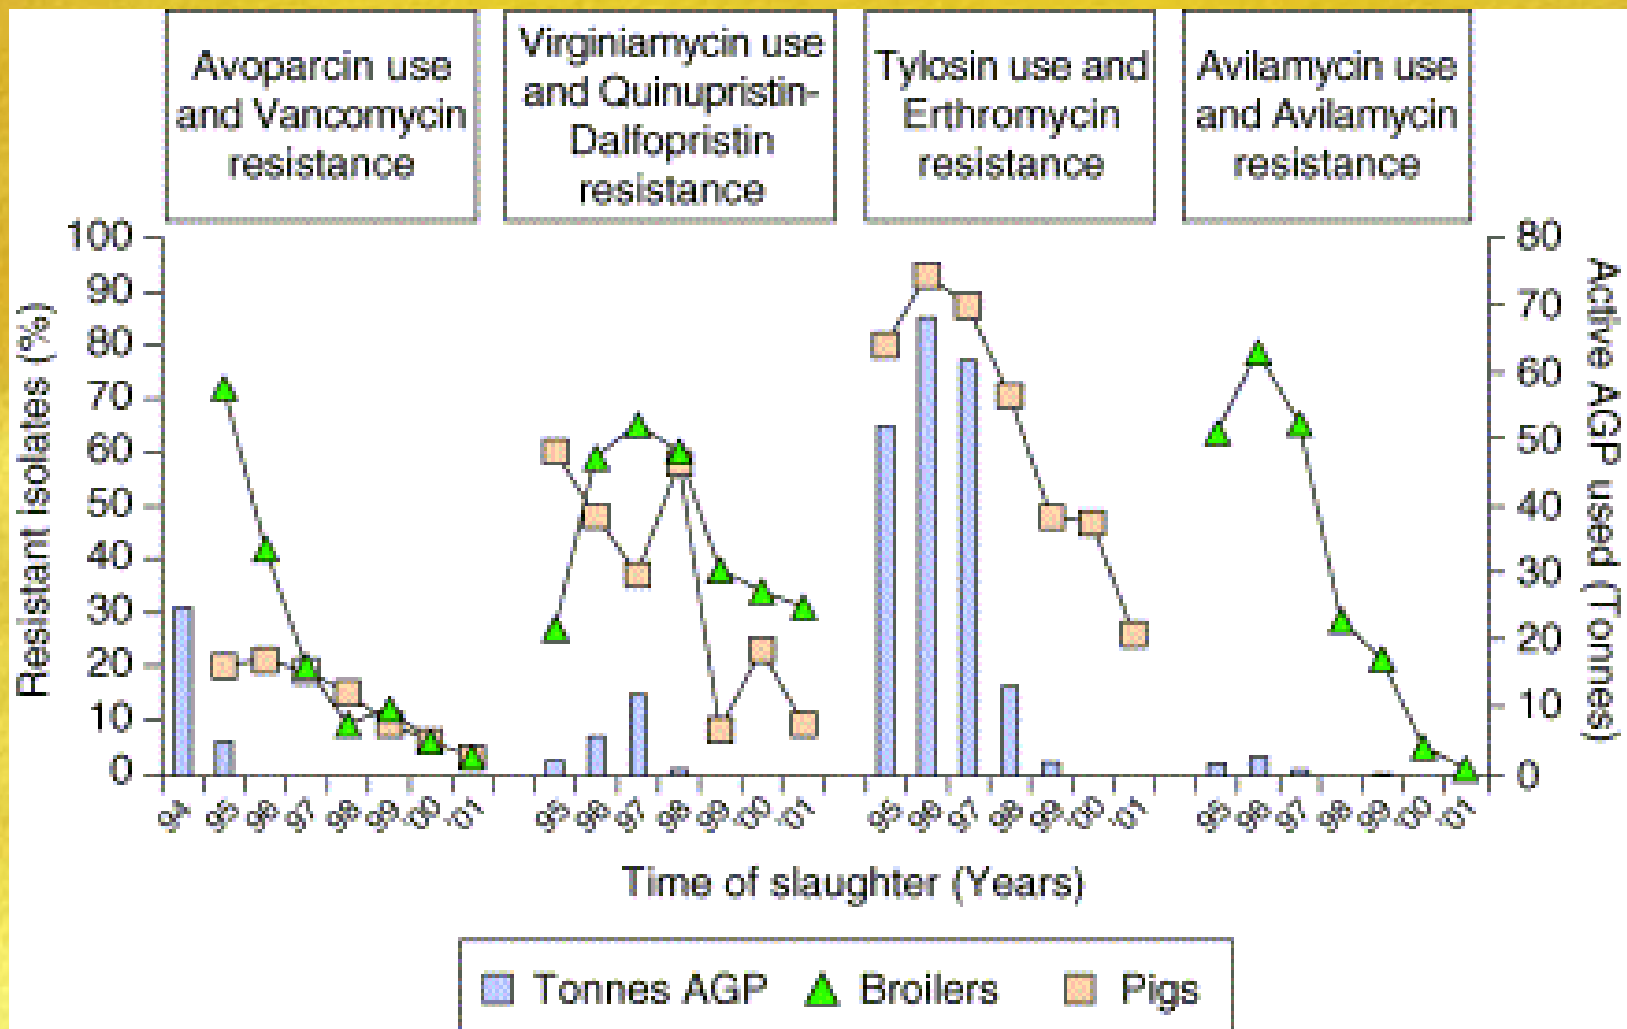 Avoparcin use
and Vancomycin
resistance
Virginiamycin use
and Quinupristin-
Dalfopristin
resistance
Tylosin use and
Erthromycin
resistance
Avilamycin use
and Avilamycin
resistance
Resistant isolates (%)
100
90
80
70
60
50
40
30
20
10
0
80
70
60
50
40
30
20
10
0
Active AGP used (Tonnes)
94 95 96 97 98 99 '00 '01
95 96 97 98 99 '00 '01
95 96 97 98 99 '00 '01
95 96 97 98 99 '00 '01
Time of slaughter (Years)
Tonnes AGP Broilers Pigs